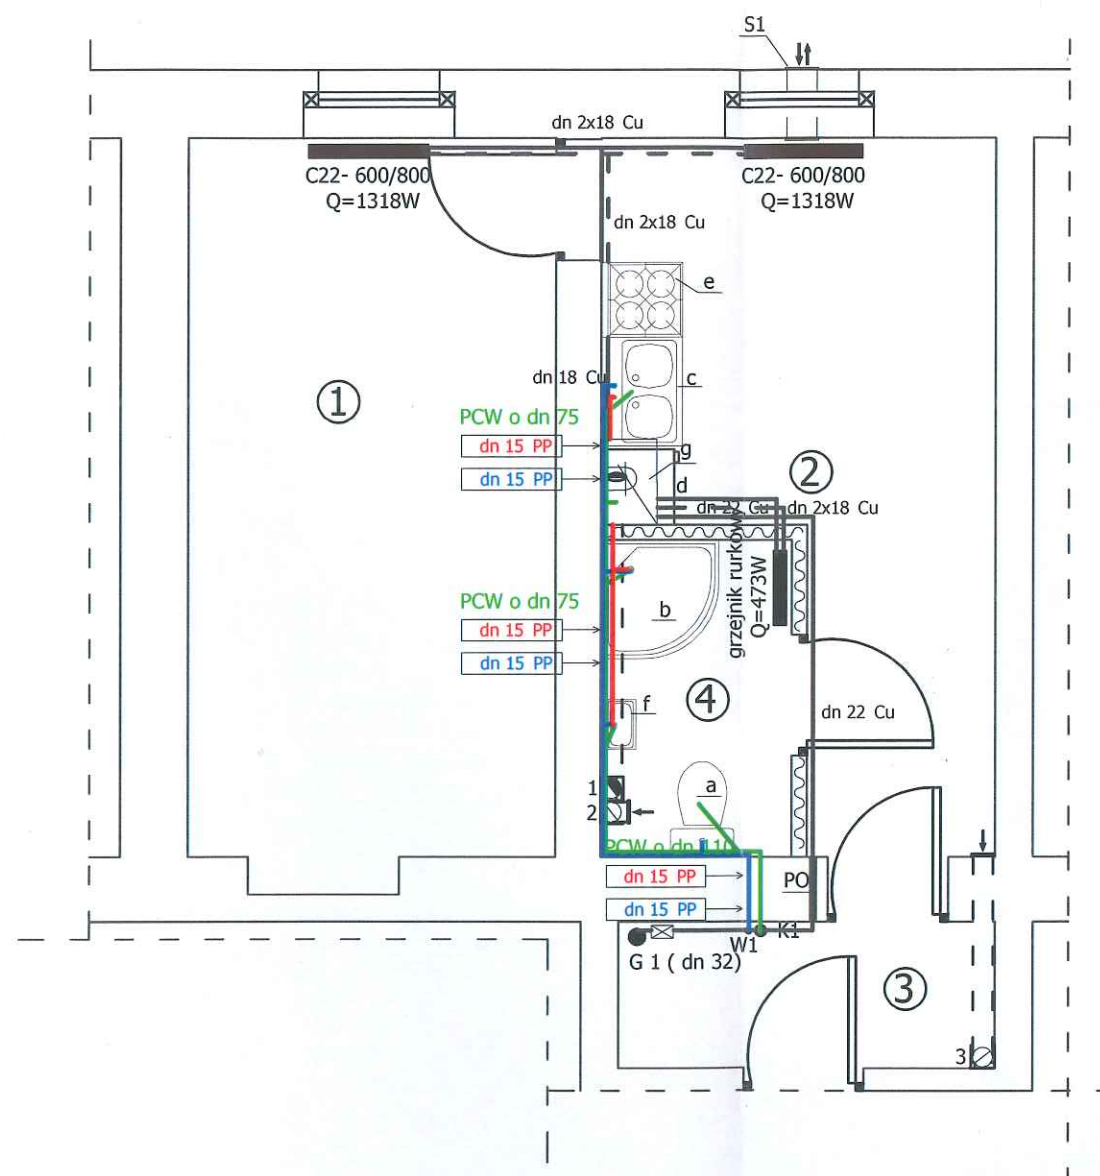 S1
dn 2x18 Cu
C22- 600/800
Q=1318W
C22- 600/800
Q=1318W
dn 2x18 Cu
e
dn 18 Cu
c
1
PCW o dn 75
dn 15 PP
dn 15 PP
g
2
d
dn 22 Cu
dn 2x18 Cu
grzejnik rurkowy
Q=473W
PCW o dn 75
dn 15 PP
dn 15 PP
b
4
f
dn 22 Cu
1
a
2
PCW o dn 110
dn 15 PP
PO
dn 15 PP
W1
K1
G 1 ( dn 32)
3
3